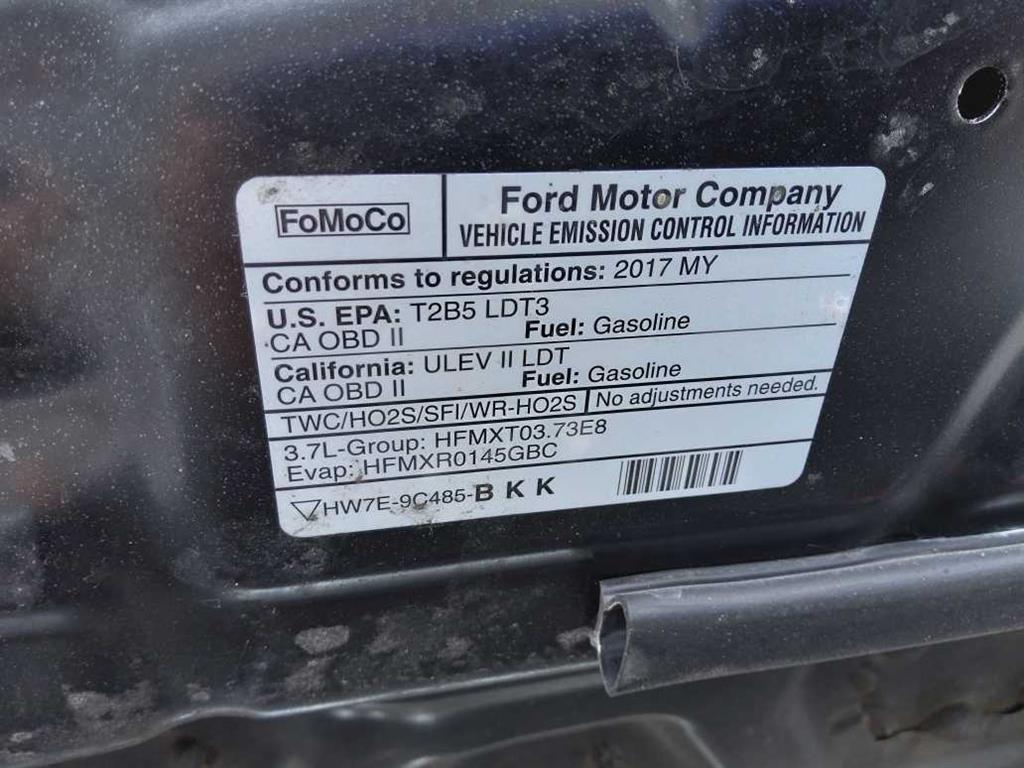 FoMoCo
Ford Motor Company
VEHICLE EMISSION CONTROL INFORMATION
Conforms to regulations: 2017 MY
U.S. EPA: T2B5 LDT3
CA OBD II Fuel: Gasoline
California: ULEV II LDT
CA OBD II Fuel: Gasoline
TWC/HO2S/SFI/WR-HO2S No adjustments needed.
3.7L-Group: HFMXT03.73E8
Evap: HFMXR0145GBC
HW7E-9C485-B K K